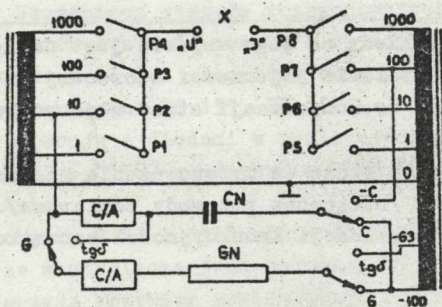 1000 P4 „U" X „J" P8 1000
100 P3 P7 100
10 P2 P6 10
1 P1 P5 1
0
-C
C/A CN C
G tgδ 63
tgδ
C/A GN
G -100